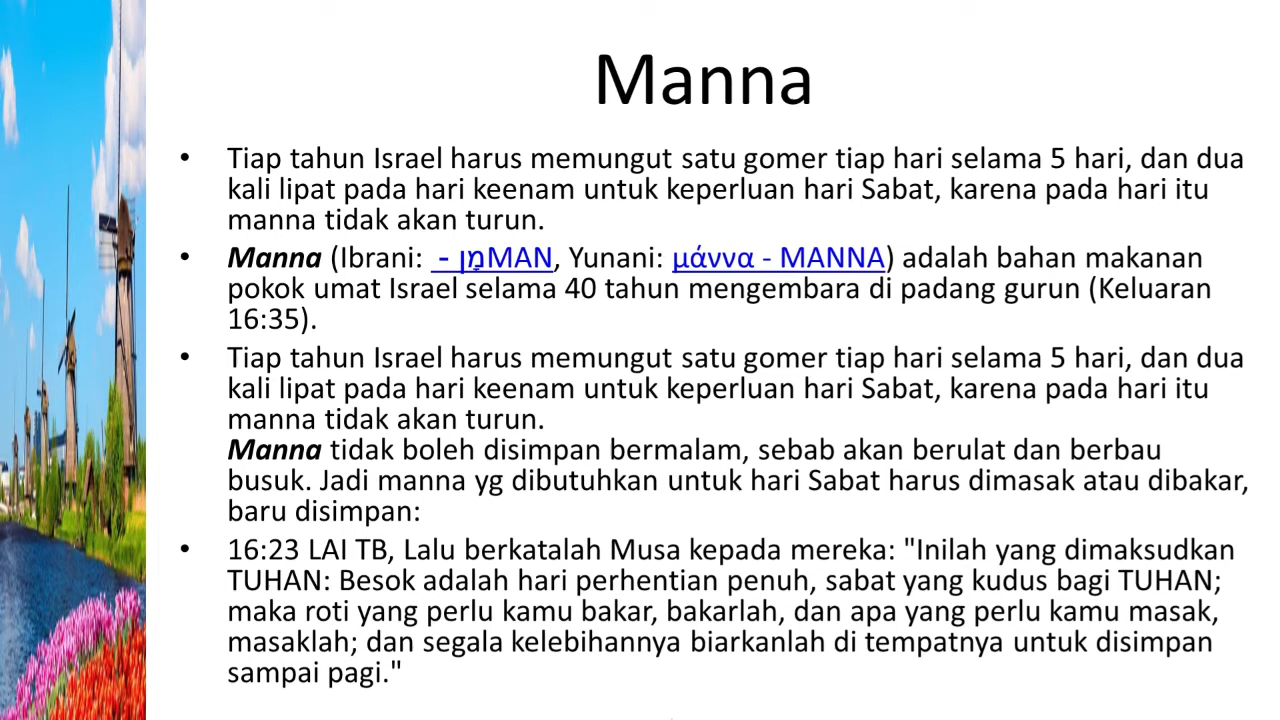 Manna
• Tiap tahun Israel harus memungut satu gomer tiap hari selama 5 hari, dan dua
kali lipat pada hari keenam untuk keperluan hari Sabat, karena pada hari itu
manna tidak akan turun.
• Manna (Ibrani: מָן - MAN, Yunani: μάννα - MANNA) adalah bahan makanan
pokok umat Israel selama 40 tahun mengembara di padang gurun (Keluaran
16:35).
• Tiap tahun Israel harus memungut satu gomer tiap hari selama 5 hari, dan dua
kali lipat pada hari keenam untuk keperluan hari Sabat, karena pada hari itu
manna tidak akan turun.
Manna tidak boleh disimpan bermalam, sebab akan berulat dan berbau
busuk. Jadi manna yg dibutuhkan untuk hari Sabat harus dimasak atau dibakar,
baru disimpan:
• 16:23 LAI TB, Lalu berkatalah Musa kepada mereka: "Inilah yang dimaksudkan
TUHAN: Besok adalah hari perhentian penuh, sabat yang kudus bagi TUHAN;
maka roti yang perlu kamu bakar, bakarlah, dan apa yang perlu kamu masak,
masaklah; dan segala kelebihannya biarkanlah di tempatnya untuk disimpan
sampai pagi."